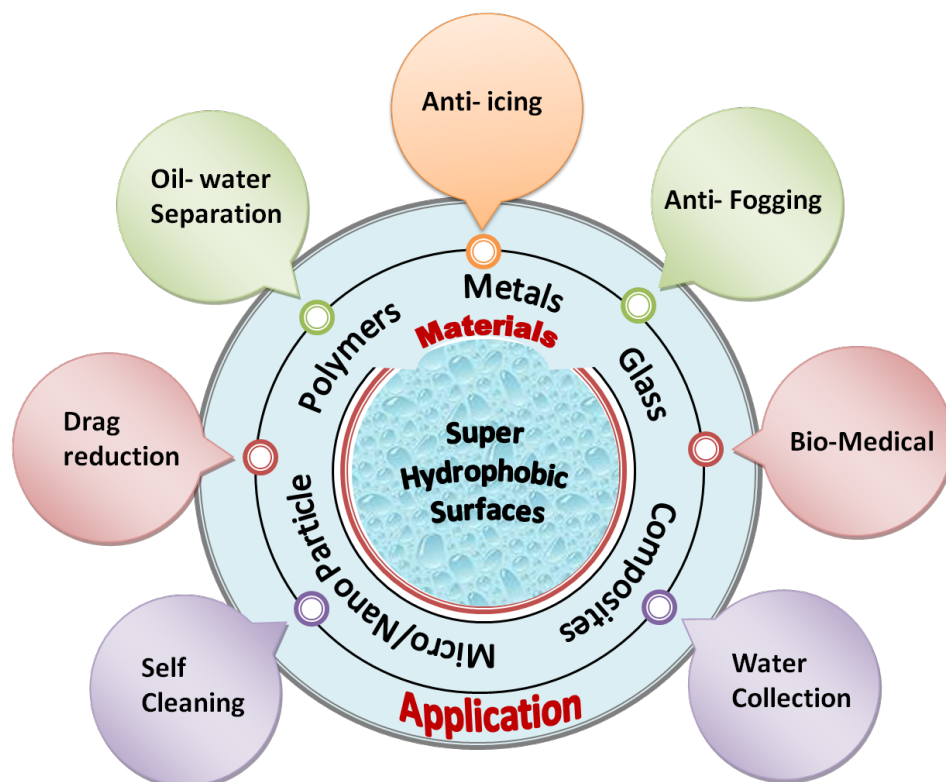 Anti- icing
Oil- water
Separation
Anti- Fogging
Metals
Materials
Polymers
Glass
Drag
reduction
Super
Hydrophobic
Surfaces
Bio-Medical
Micro/Nano Particle
Composites
Self
Cleaning
Water
Collection
Application